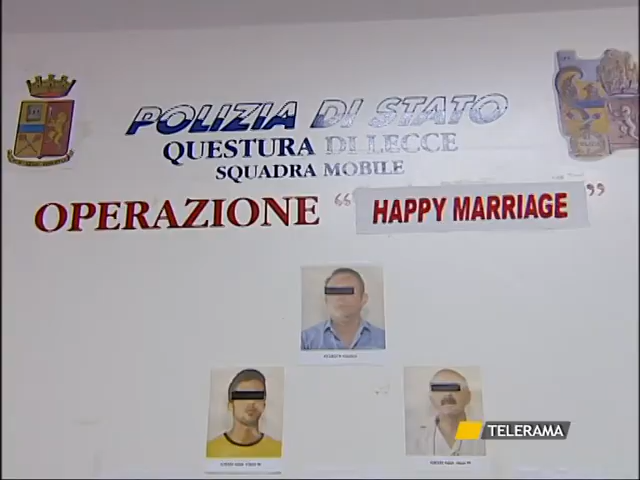 POLIZIA DI STATO
QUESTURA DI LECCE
SQUADRA MOBILE
OPERAZIONE “HAPPY MARRIAGE”
TELERAMA